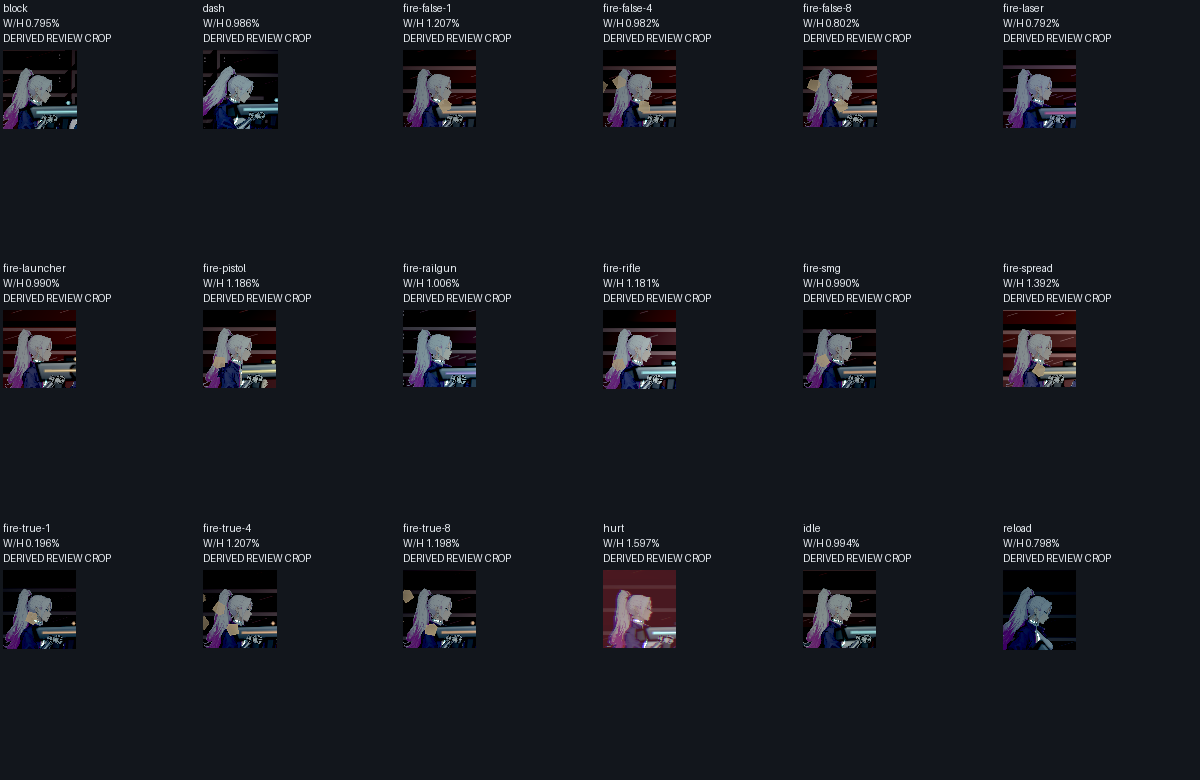 block
W/H 0.795%
DERIVED REVIEW CROP
dash
W/H 0.986%
DERIVED REVIEW CROP
fire-false-1
W/H 1.207%
DERIVED REVIEW CROP
fire-false-4
W/H 0.982%
DERIVED REVIEW CROP
fire-false-8
W/H 0.802%
DERIVED REVIEW CROP
fire-laser
W/H 0.792%
DERIVED REVIEW CROP
fire-launcher
W/H 0.990%
DERIVED REVIEW CROP
fire-pistol
W/H 1.186%
DERIVED REVIEW CROP
fire-railgun
W/H 1.006%
DERIVED REVIEW CROP
fire-rifle
W/H 1.181%
DERIVED REVIEW CROP
fire-smg
W/H 0.990%
DERIVED REVIEW CROP
fire-spread
W/H 1.392%
DERIVED REVIEW CROP
fire-true-1
W/H 0.196%
DERIVED REVIEW CROP
fire-true-4
W/H 1.207%
DERIVED REVIEW CROP
fire-true-8
W/H 1.198%
DERIVED REVIEW CROP
hurt
W/H 1.597%
DERIVED REVIEW CROP
idle
W/H 0.994%
DERIVED REVIEW CROP
reload
W/H 0.798%
DERIVED REVIEW CROP